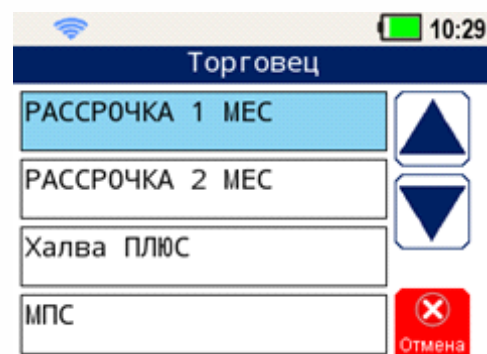 10:29
Торговец
РАССРОЧКА 1 МЕС
РАССРОЧКА 2 МЕС
Халва ПЛЮС
МПС
Отмена